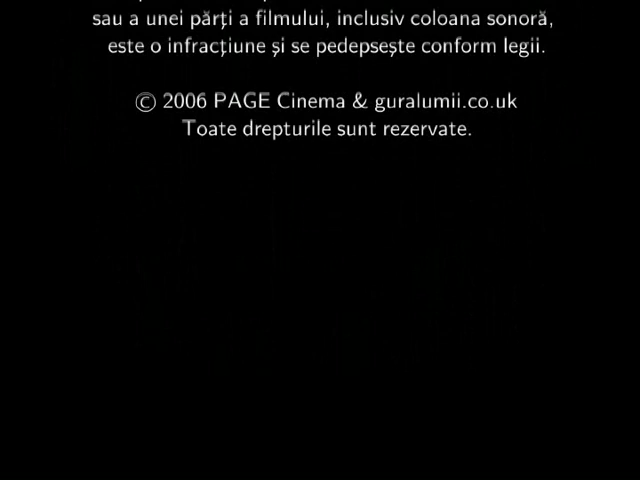 sau a unei părți a filmului, inclusiv coloana sonoră,
este o infracțiune și se pedepsește conform legii.
© 2006 PAGE Cinema & guralumii.co.uk
Toate drepturile sunt rezervate.